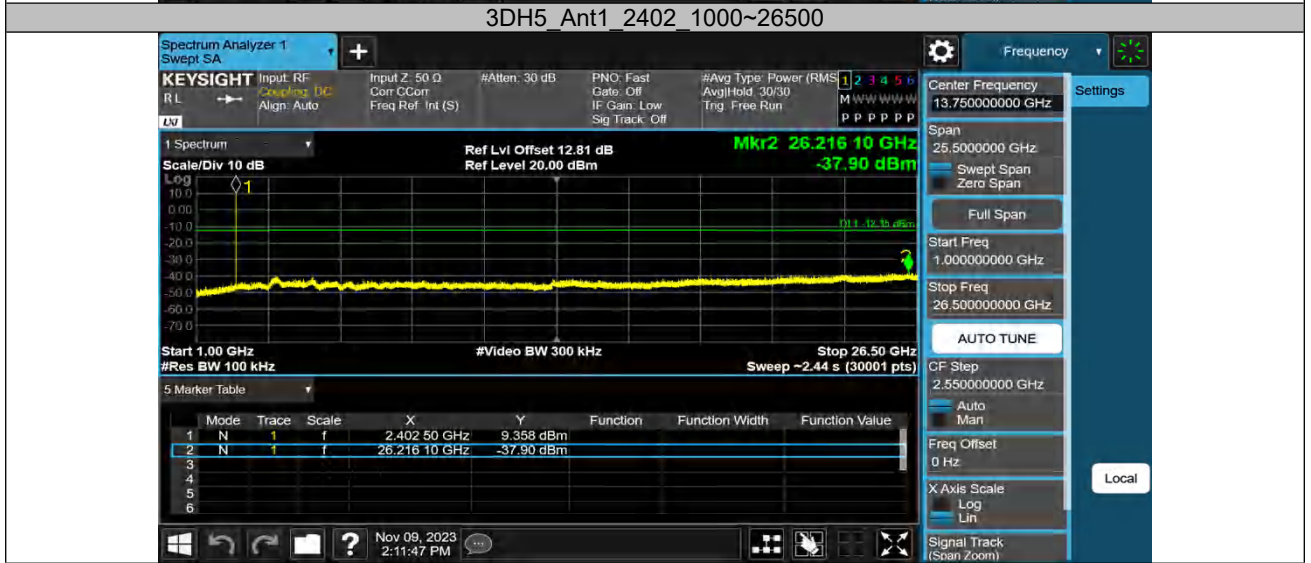 3DH5_Ant1_2402_1000~26500
Spectrum Analyzer 1
Swept SA
+
Frequency
KEYSIGHT Input: RF
RL
Coupling: DC
Align: Auto
LXI
Input Z: 50 Ω
Corr CCorr
Freq Ref: Int (S)
#Atten: 30 dB
PNO: Fast
Gate: Off
IF Gain: Low
Sig Track: Off
#Avg Type: Power (RMS
Avg|Hold: 30/30
Trig: Free Run
1 2 3 4 5 6
M W W W W W
P P P P P P
Settings
Center Frequency
13.750000000 GHz
Span
25.5000000 GHz
Swept Span
Zero Span
Full Span
Start Freq
1.000000000 GHz
Stop Freq
26.500000000 GHz
AUTO TUNE
CF Step
2.550000000 GHz
Auto
Man
Freq Offset
0 Hz
X Axis Scale
Log
Lin
Signal Track
(Span Zoom)
Local
1 Spectrum
Scale/Div 10 dB
Ref Lvl Offset 12.81 dB
Ref Level 20.00 dBm
Mkr2 26.216 10 GHz
-37.90 dBm
Log
1
10.0
0.00
-10.0
DL1 -12.15 dBm
-20.0
-30.0
2
-40.0
-50.0
-60.0
-70.0
Start 1.00 GHz #Video BW 300 kHz Stop 26.50 GHz
#Res BW 100 kHz Sweep ~2.44 s (30001 pts)
5 Marker Table
Mode Trace Scale X Y Function Function Width Function Value
1 N 1 f 2.402 50 GHz 9.358 dBm
2 N 1 f 26.216 10 GHz -37.90 dBm
3
4
5
6
?
Nov 09, 2023
2:11:47 PM